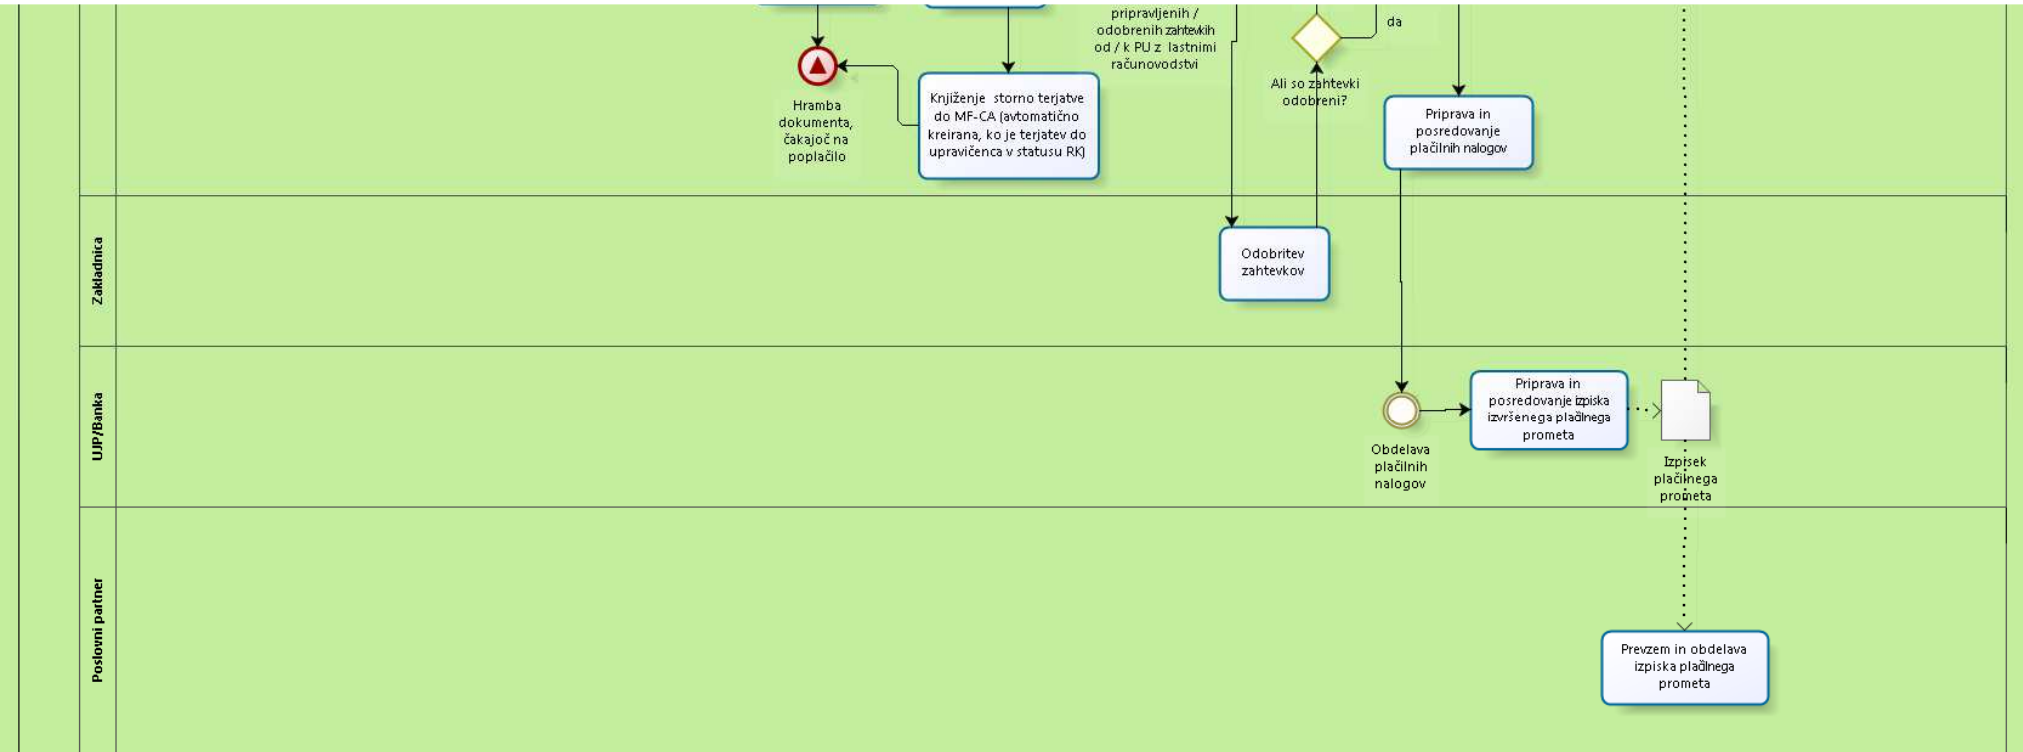 pripravljenih /
odobrenih zahtevkih
od / k PU z lastnimi
računovodstvi
da
Ali so zahtevki
odobreni?
Hramba
dokumenta,
čakajoč na
poplačilo
Knjiženje storno terjatve
do MF-CA (avtomatično
kreirana, ko je terjatev do
upravičenca v statusu RK)
Priprava in
posredovanje
plačilnih nalogov
Zakladnica
Odobritev
zahtevkov
UJP/Banka
Obdelava
plačilnih
nalogov
Priprava in
posredovanje izpiska
izvršenega plačilnega
prometa
Izpisek
plačilnega
prometa
Poslovni partner
Prevzem in obdelava
izpiska plačilnega
prometa